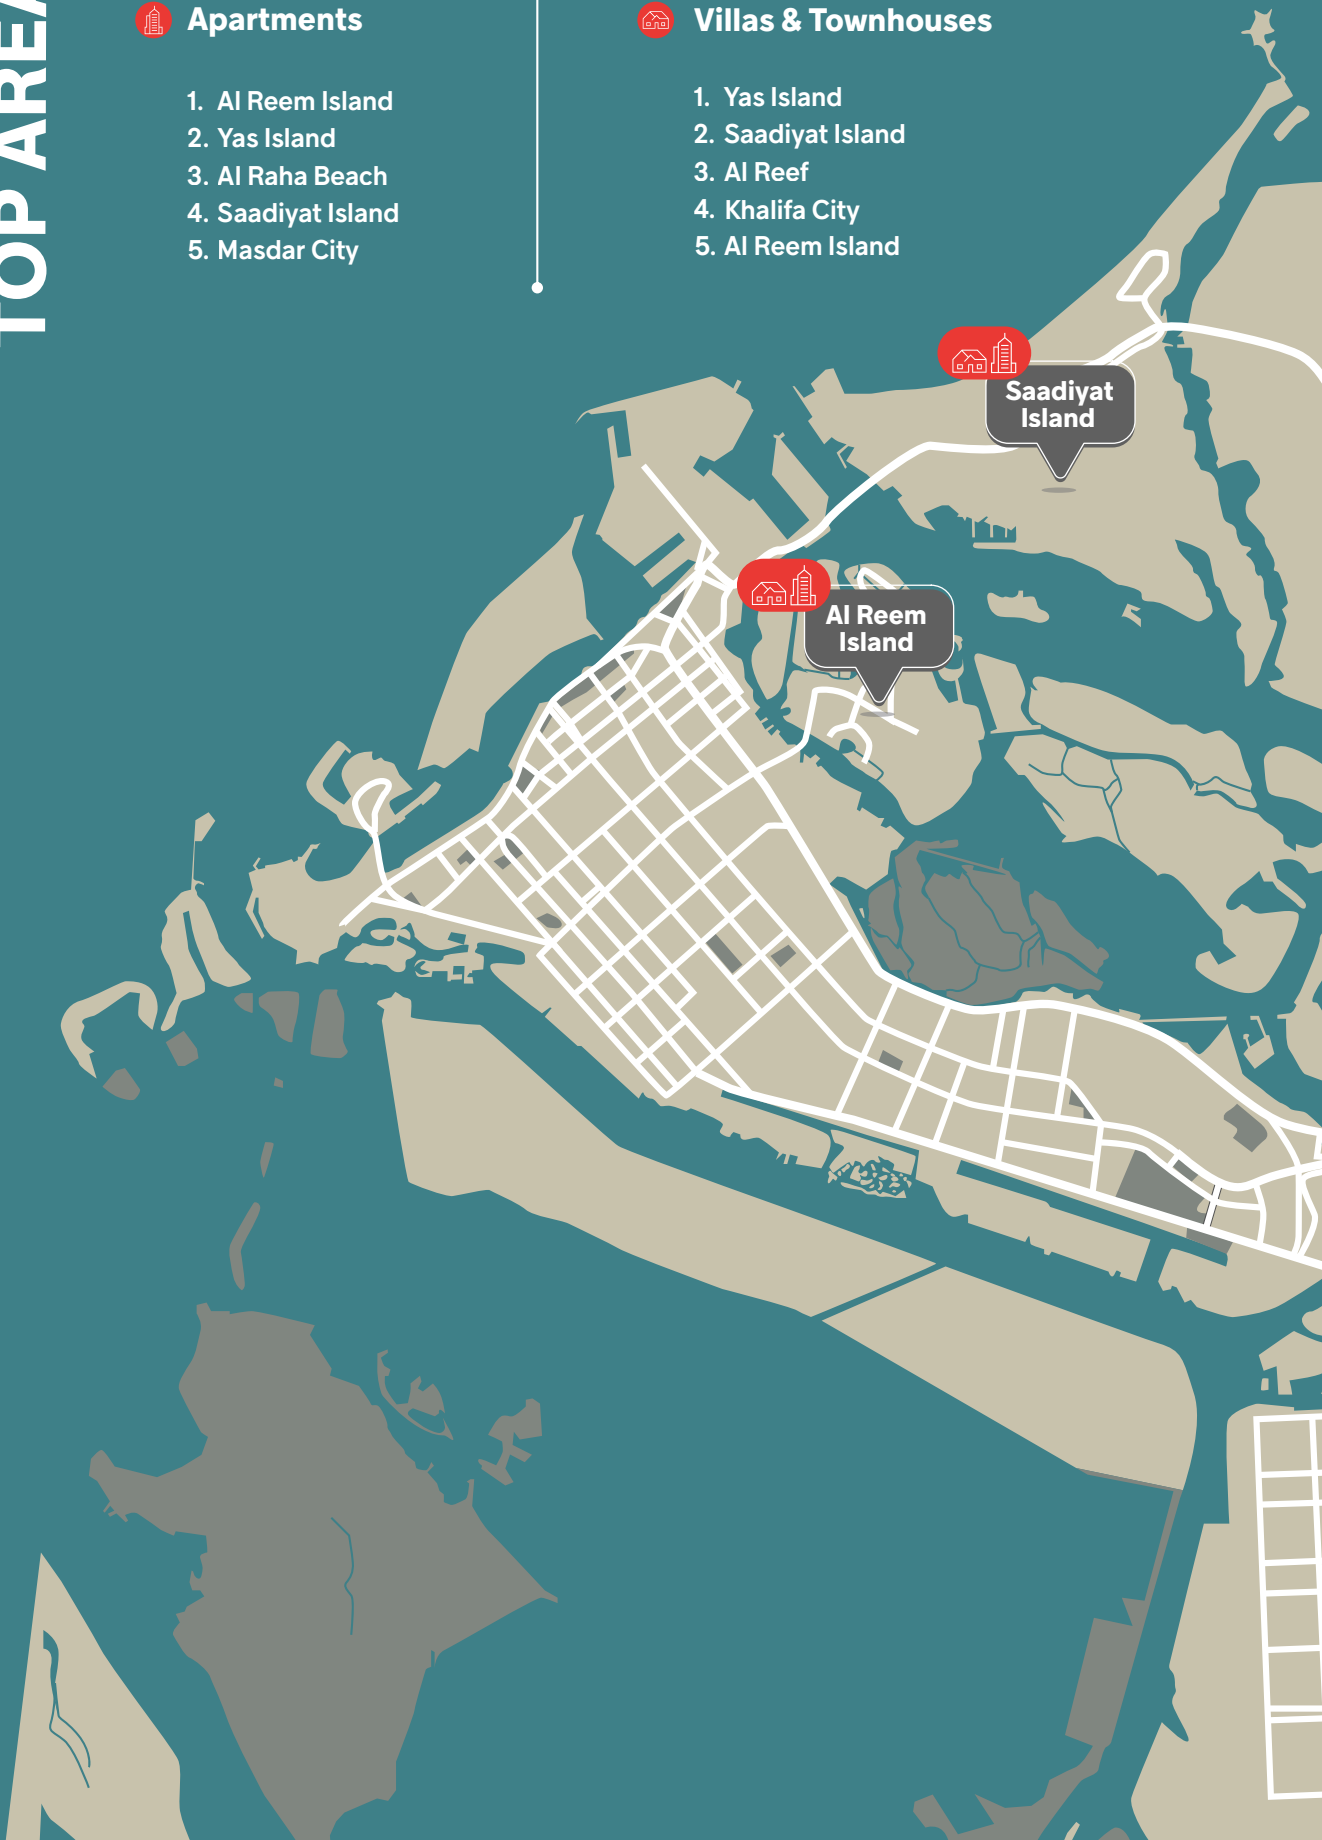 TOP AREA
Apartments
1. Al Reem Island
2. Yas Island
3. Al Raha Beach
4. Saadiyat Island
5. Masdar City
Villas & Townhouses
1. Yas Island
2. Saadiyat Island
3. Al Reef
4. Khalifa City
5. Al Reem Island
Saadiyat
Island
Al Reem
Island